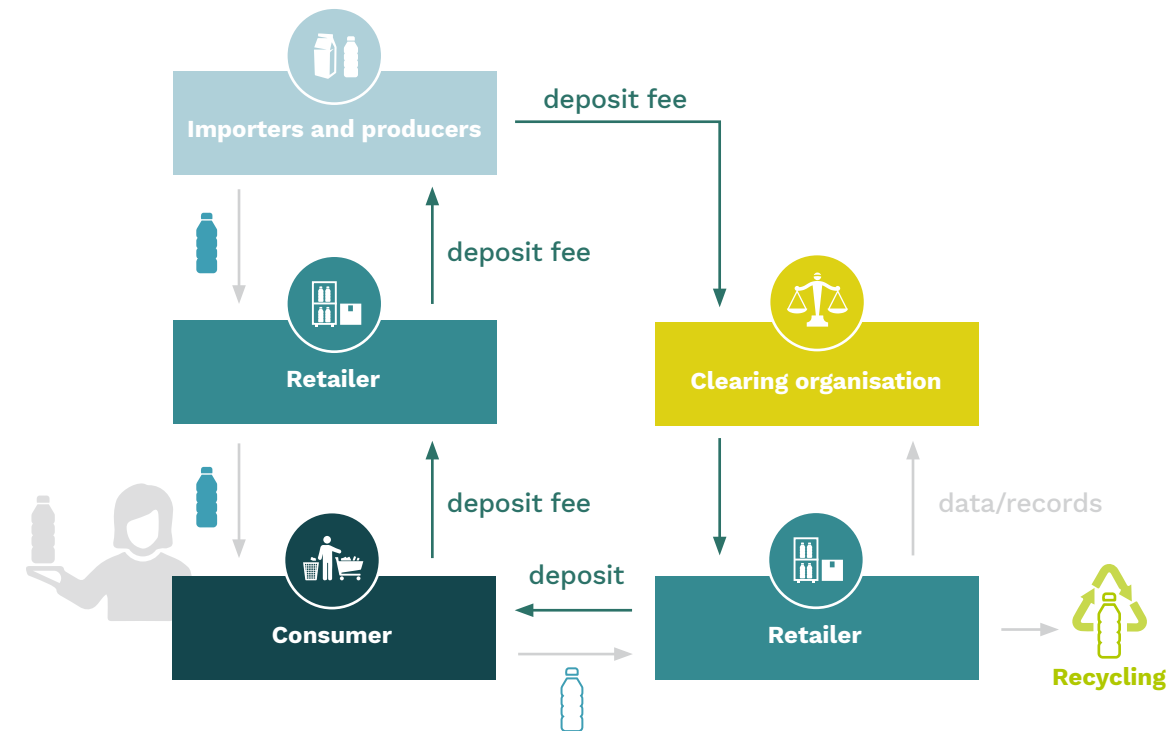 deposit fee
Importers and producers
deposit fee
Retailer
Clearing organisation
deposit fee
data/records
deposit
Consumer
Retailer
Recycling